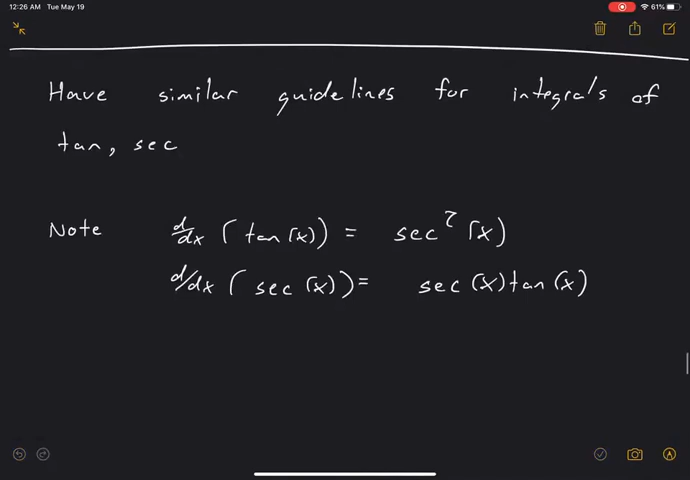 12:26 AM Tue May 19 61%
Have similar guidelines for integrals of
tan, sec
Note d/dx (tan(x)) = sec² (x)
d/dx (sec (x)) = sec (x)tan (x)